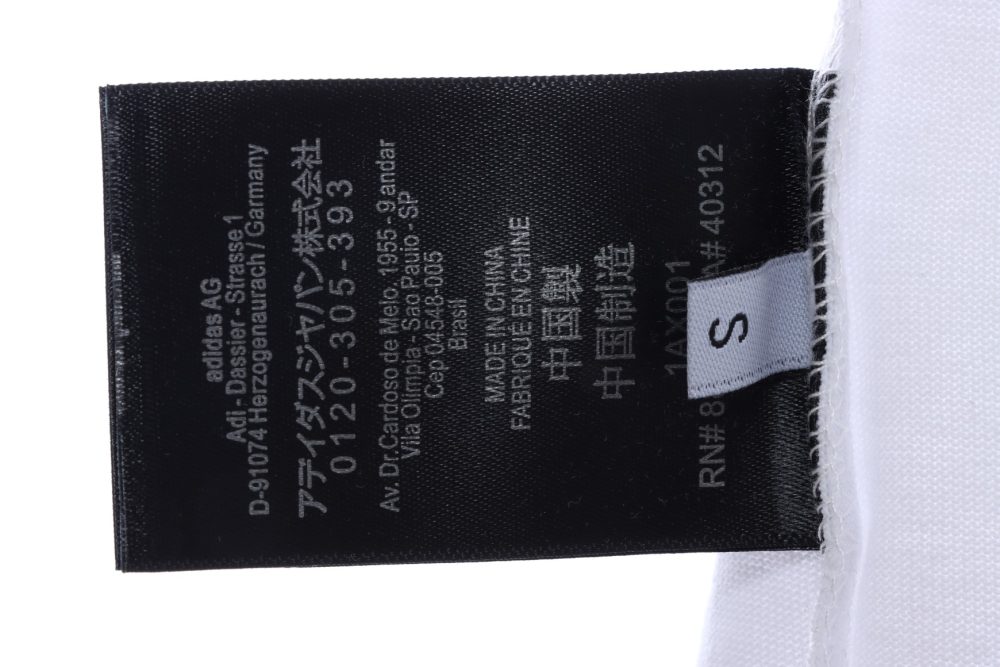 adidas AG
Adi - Dassier - Strasse 1
D-91074 Herzogenaurach / Garmany
アディダスジャパン株式会社
0120-305-393
Av. Dr. Cardoso de Melo, 1955 - 9 andar
Vila Olimpia - Sao Paulo - SP
Cep 04548-005
Brasil
MADE IN CHINA
FABRIQUÉ EN CHINE
中国製
中国制造
1AX001
RN# 8 A# 40312
S